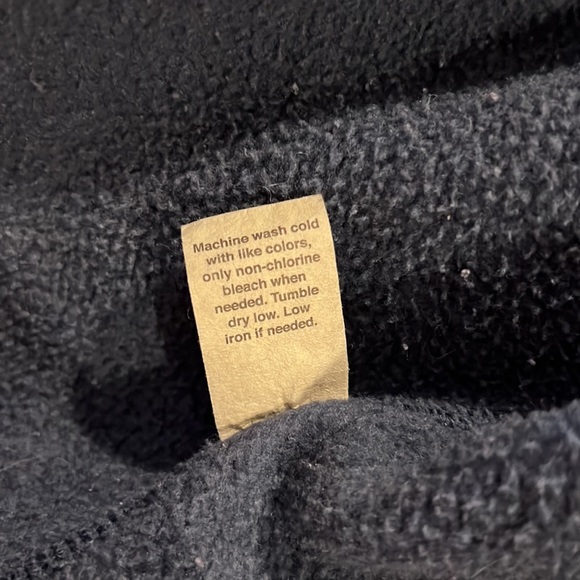 Machine wash cold
with like colors,
only non-chlorine
bleach when
needed. Tumble
dry low. Low
iron if needed.